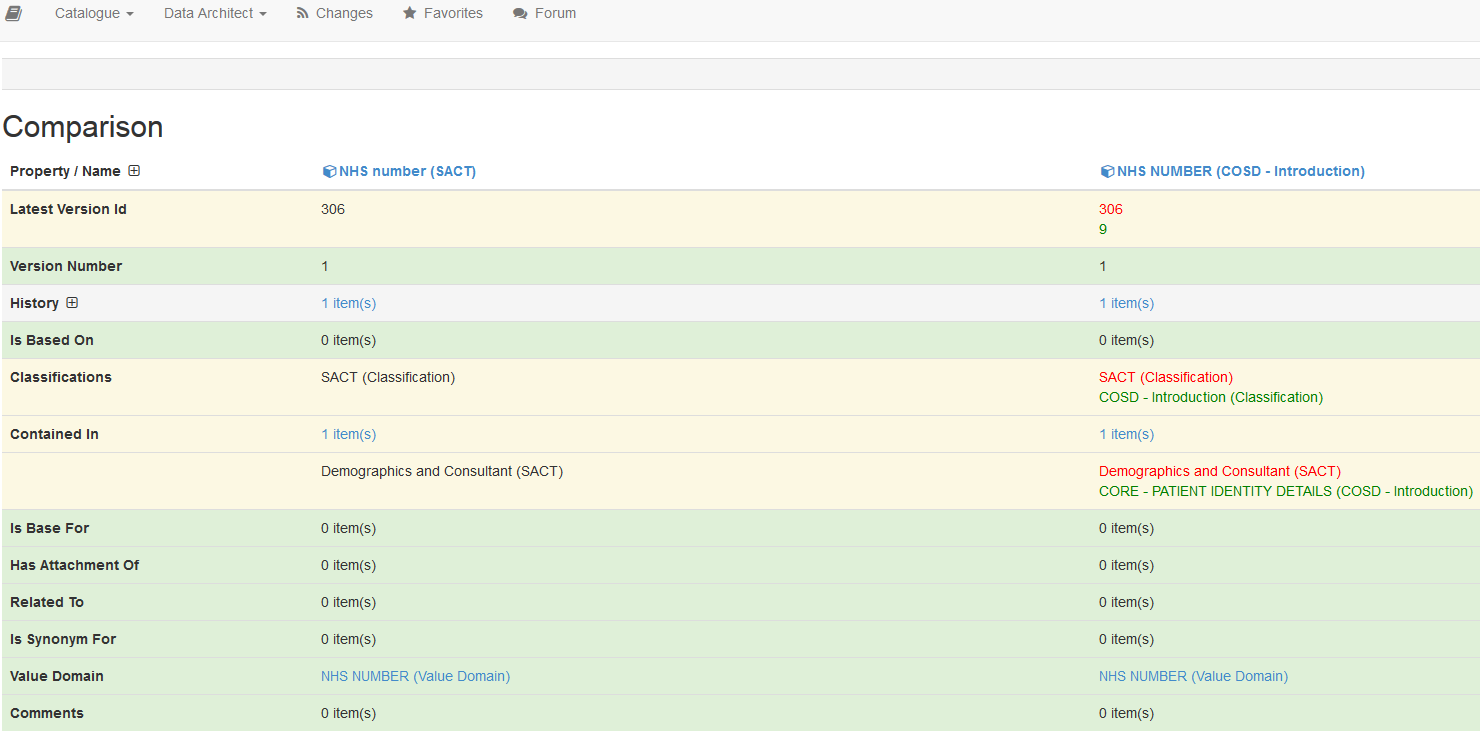 Catalogue Data Architect Changes Favorites Forum
Comparison
Property / Name NHS number (SACT) NHS NUMBER (COSD - Introduction)
Latest Version Id 306 306
9
Version Number 1 1
History 1 item(s) 1 item(s)
Is Based On 0 item(s) 0 item(s)
Classifications SACT (Classification) SACT (Classification)
COSD - Introduction (Classification)
Contained In 1 item(s) 1 item(s)
Demographics and Consultant (SACT) Demographics and Consultant (SACT)
CORE - PATIENT IDENTITY DETAILS (COSD - Introduction)
Is Base For 0 item(s) 0 item(s)
Has Attachment Of 0 item(s) 0 item(s)
Related To 0 item(s) 0 item(s)
Is Synonym For 0 item(s) 0 item(s)
Value Domain NHS NUMBER (Value Domain) NHS NUMBER (Value Domain)
Comments 0 item(s) 0 item(s)